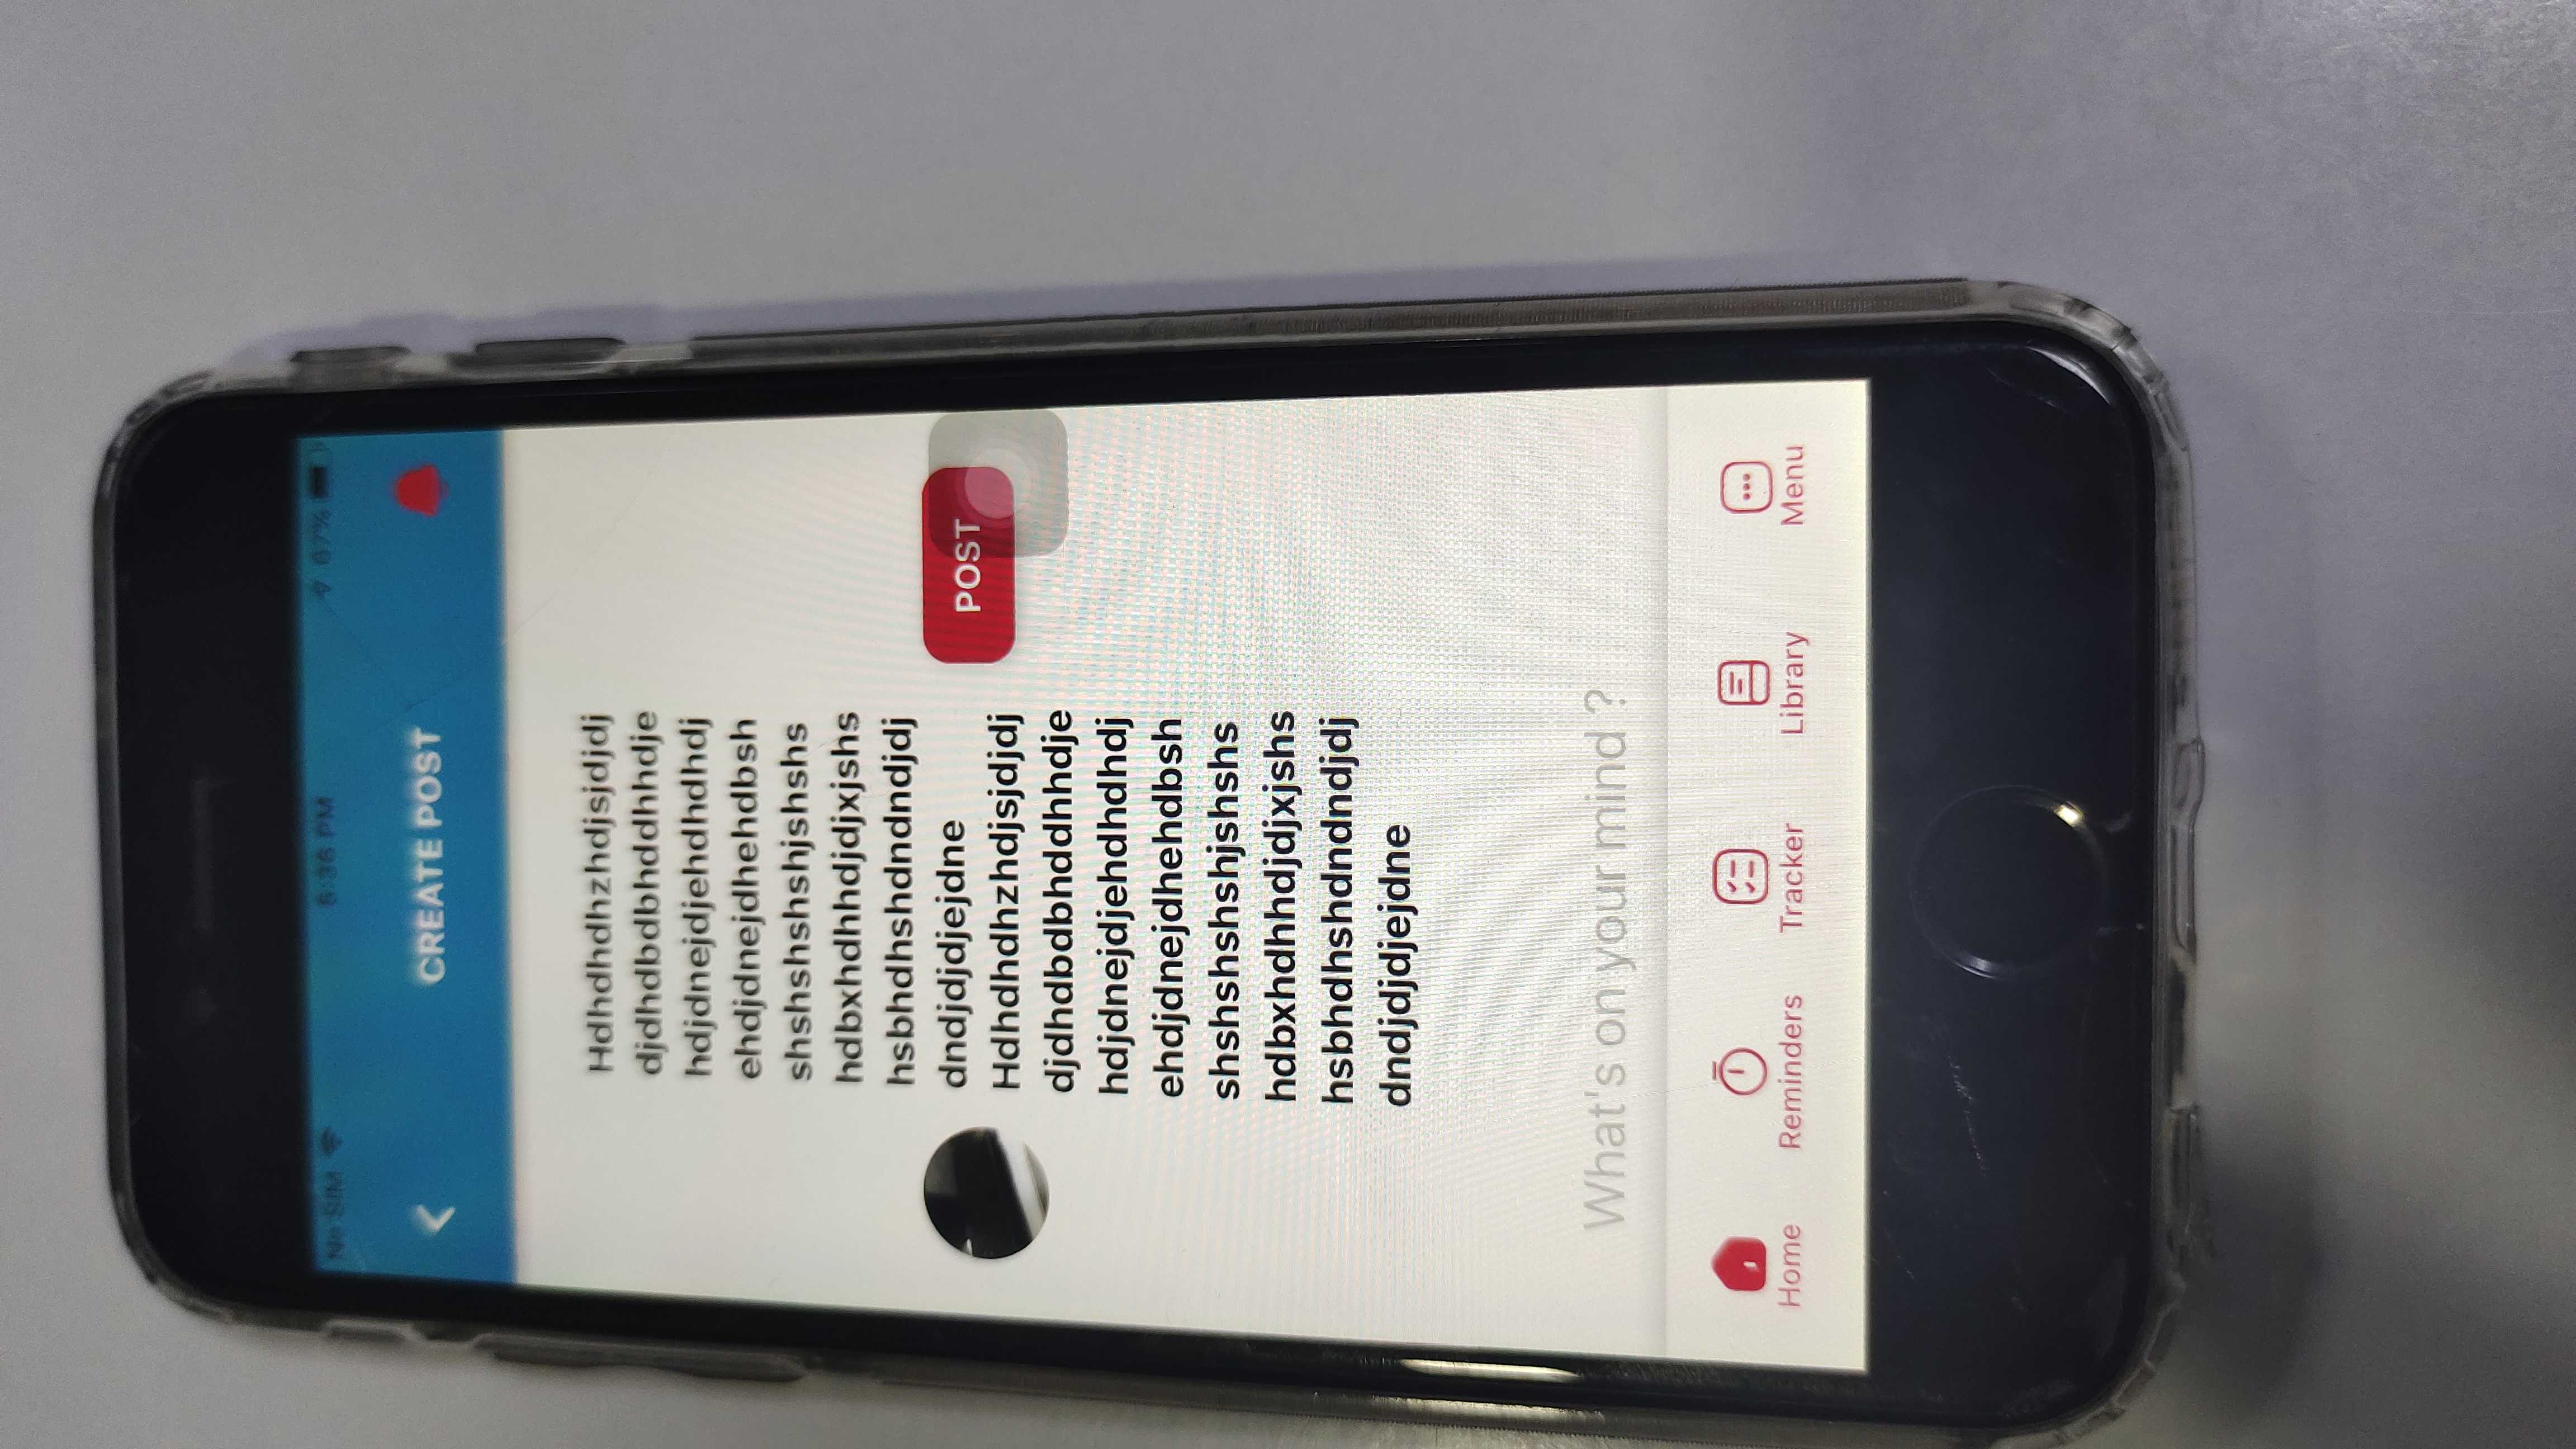 No SIM 6:36 PM 67%
CREATE POST
Hdhdhdhzhdjsjdjdj
djdhdbdbhddhhdje
hdjdnejdjehdhdhdj
ehdjdnejdhehdbsh
shshshshshjshshs
hdbxhdhhdjdjxjshs
hsbhdhshdndndjdj
dndjdjdjejdne
Hdhdhdhzhdjsjdjdj
djdhdbdbhddhhdje
hdjdnejdjehdhdhdj
ehdjdnejdhehdbsh
shshshshshjshshs
hdbxhdhhdjdjxjshs
hsbhdhshdndndjdj
dndjdjdjejdne
POST
What's on your mind ?
Home Reminders Tracker Library Menu